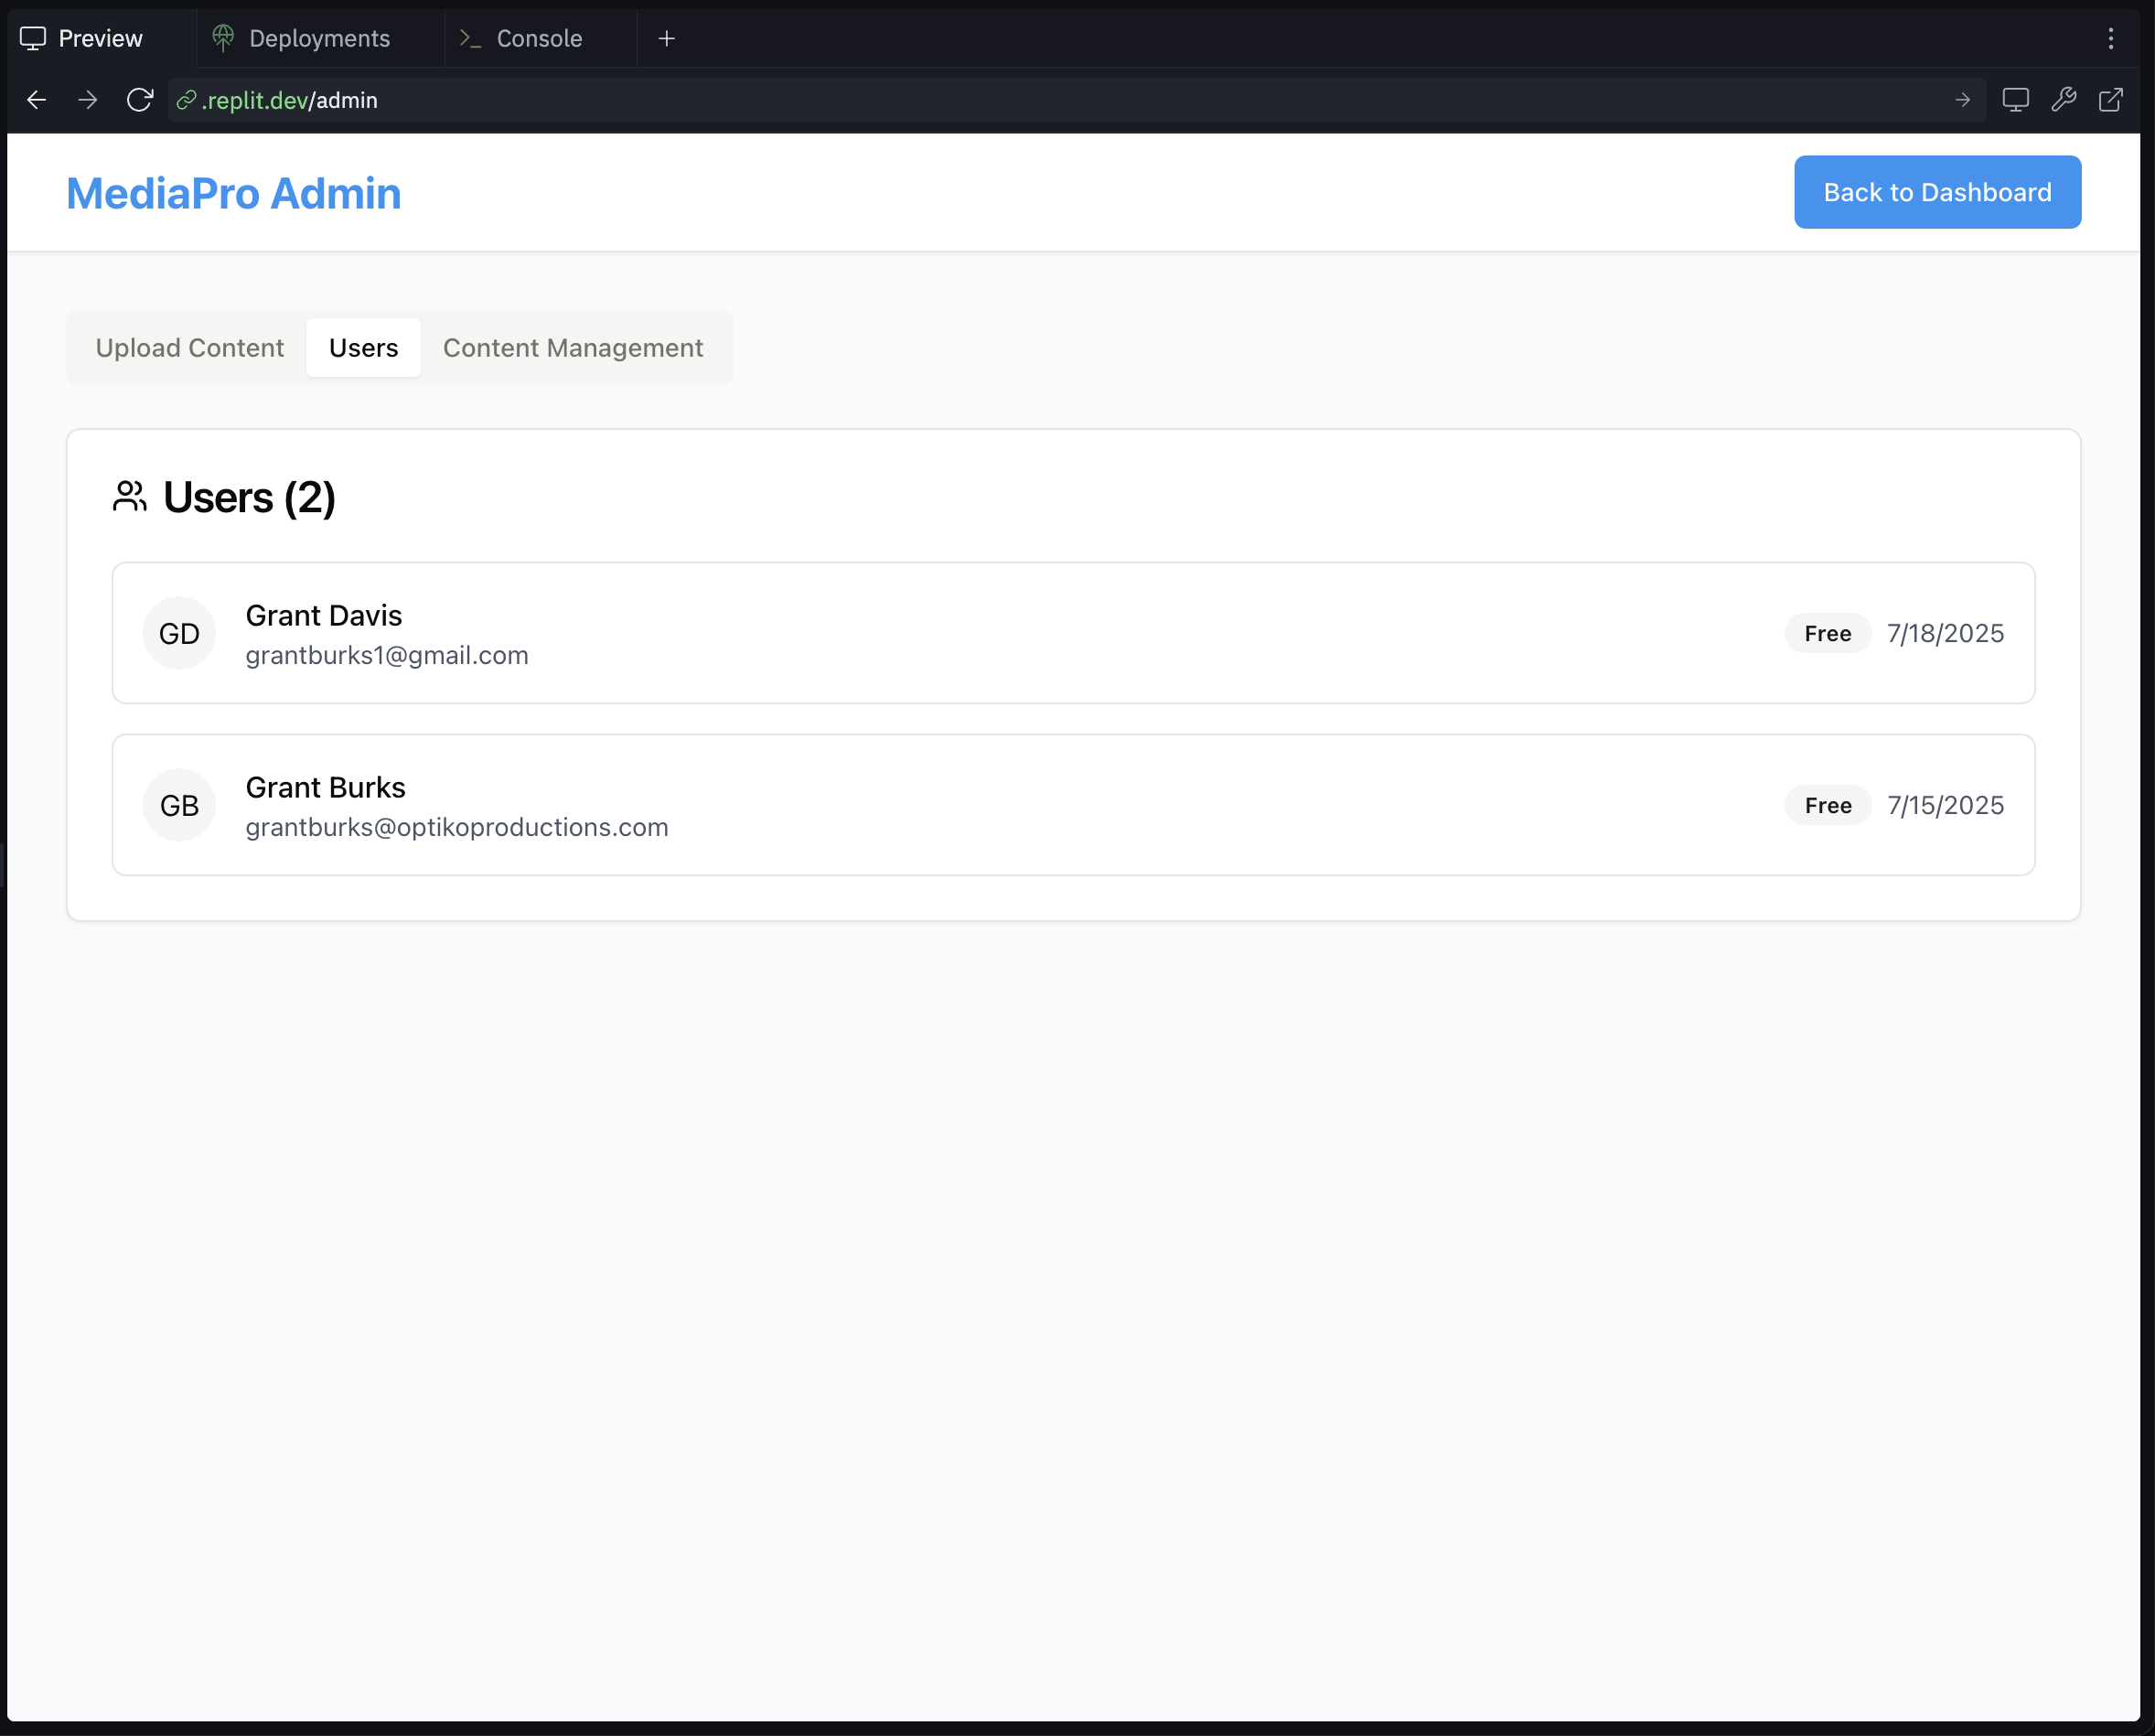 Preview
Deployments
Console
.replit.dev/admin
MediaPro Admin
Back to Dashboard
Upload Content
Users
Content Management
Users (2)
GD
Grant Davis
grantburks1@gmail.com
Free
7/18/2025
GB
Grant Burks
grantburks@optikoproductions.com
Free
7/15/2025